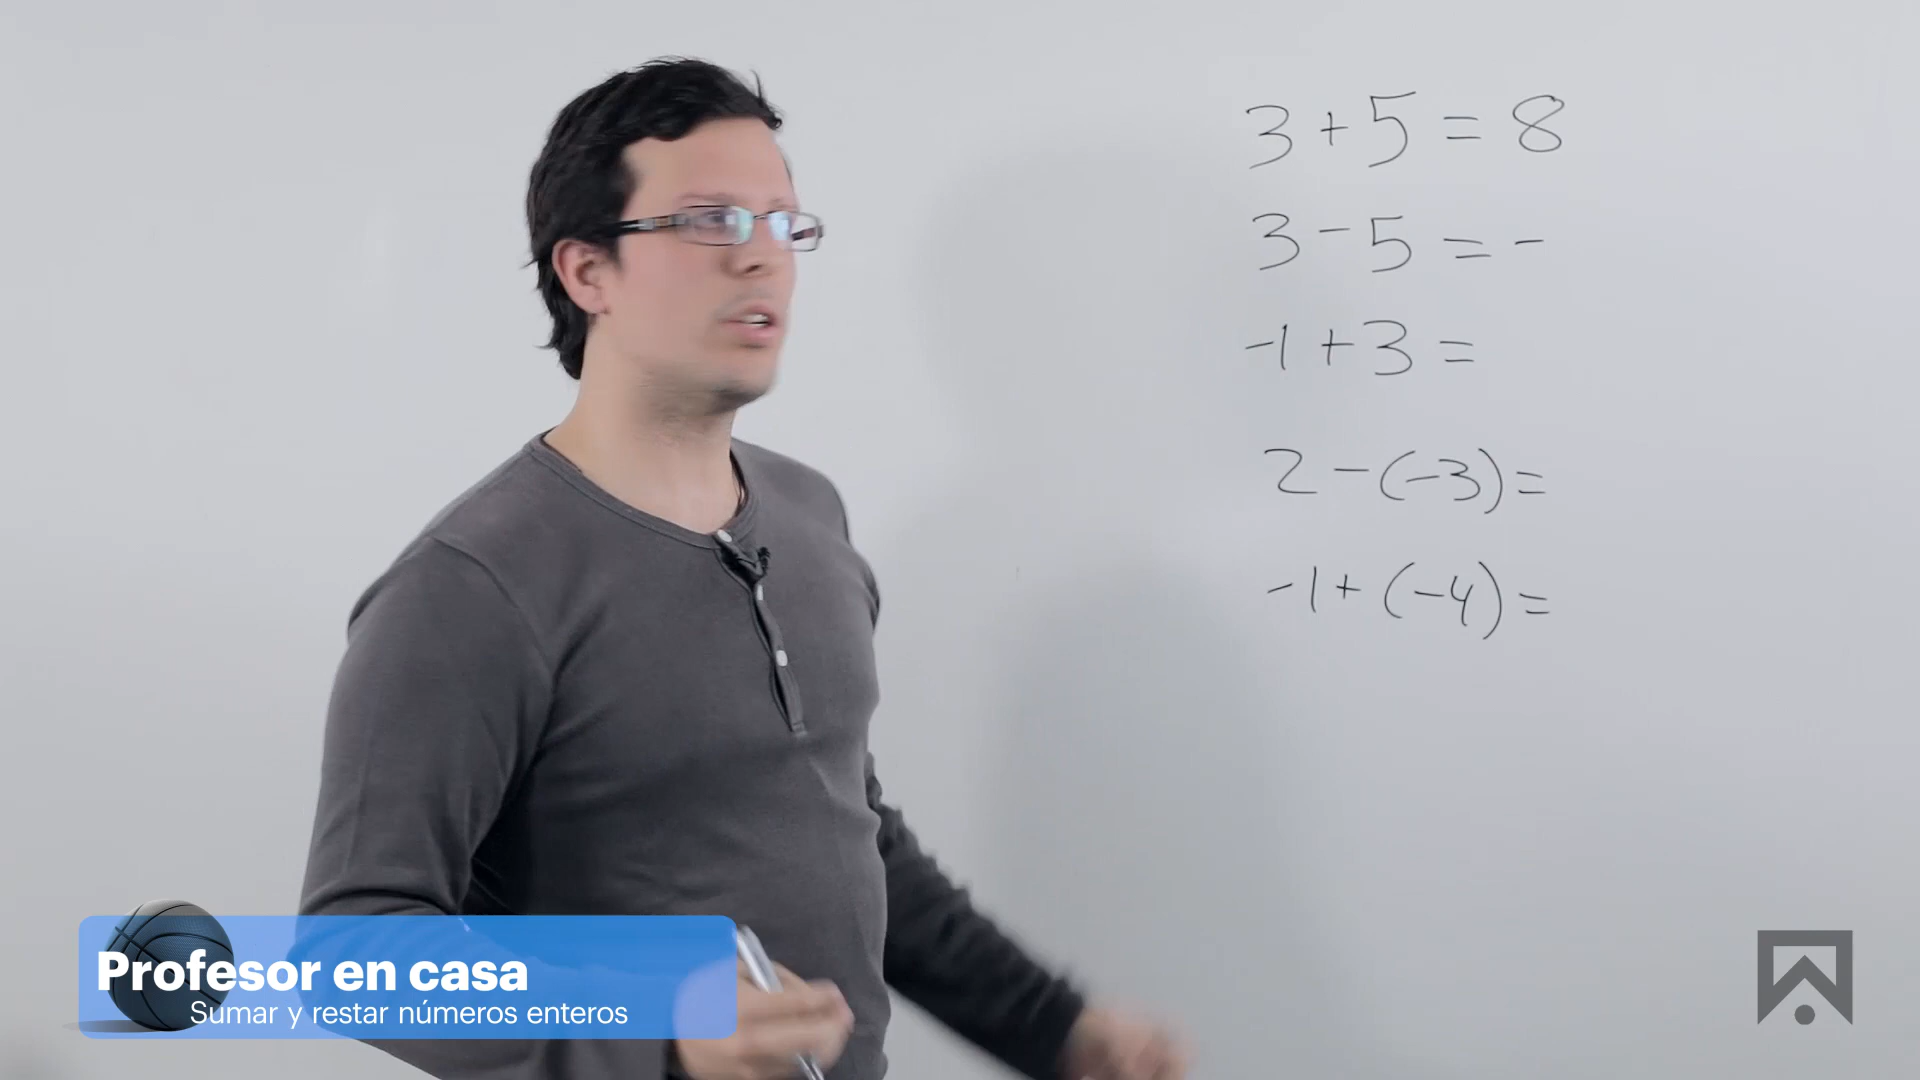 3 + 5 = 8
3 - 5 = -
-1 + 3 =
2 - (-3) =
-1 + (-4) =
Profesor en casa
Sumar y restar números enteros